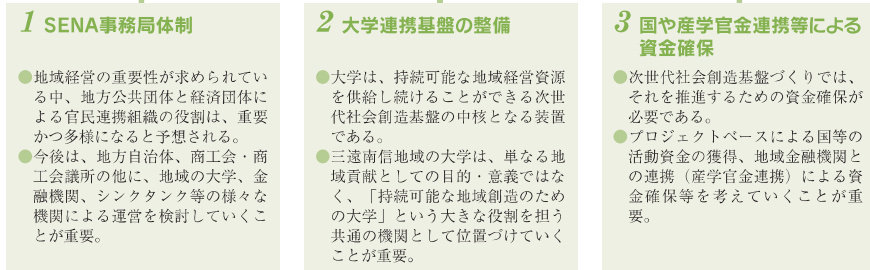 1 SENA事務局体制
●地域経営の重要性が求められてい
る中、地方公共団体と経済団体に
よる官民連携組織の役割は、重要
かつ多様になると予想される。
●今後は、地方自治体、商工会・商
工会議所の他に、地域の大学、金
融機関、シンクタンク等の様々な
機関による運営を検討していくこ
とが重要。
2 大学連携基盤の整備
●大学は、持続可能な地域経営資源
を供給し続けることができる次世
代社会創造基盤の中核となる装置
である。
●三遠南信地域の大学は、単なる地
域貢献としての目的・意義ではな
く、「持続可能な地域創造のため
の大学」という大きな役割を担う
共通の機関として位置づけていく
ことが重要。
3 国や産学官金連携等による
資金確保
●次世代社会創造基盤づくりでは、
それを推進するための資金確保が
必要である。
●プロジェクトベースによる国等の
活動資金の獲得、地域金融機関と
の連携（産学官金連携）による資
金確保等を考えていくことが重
要。